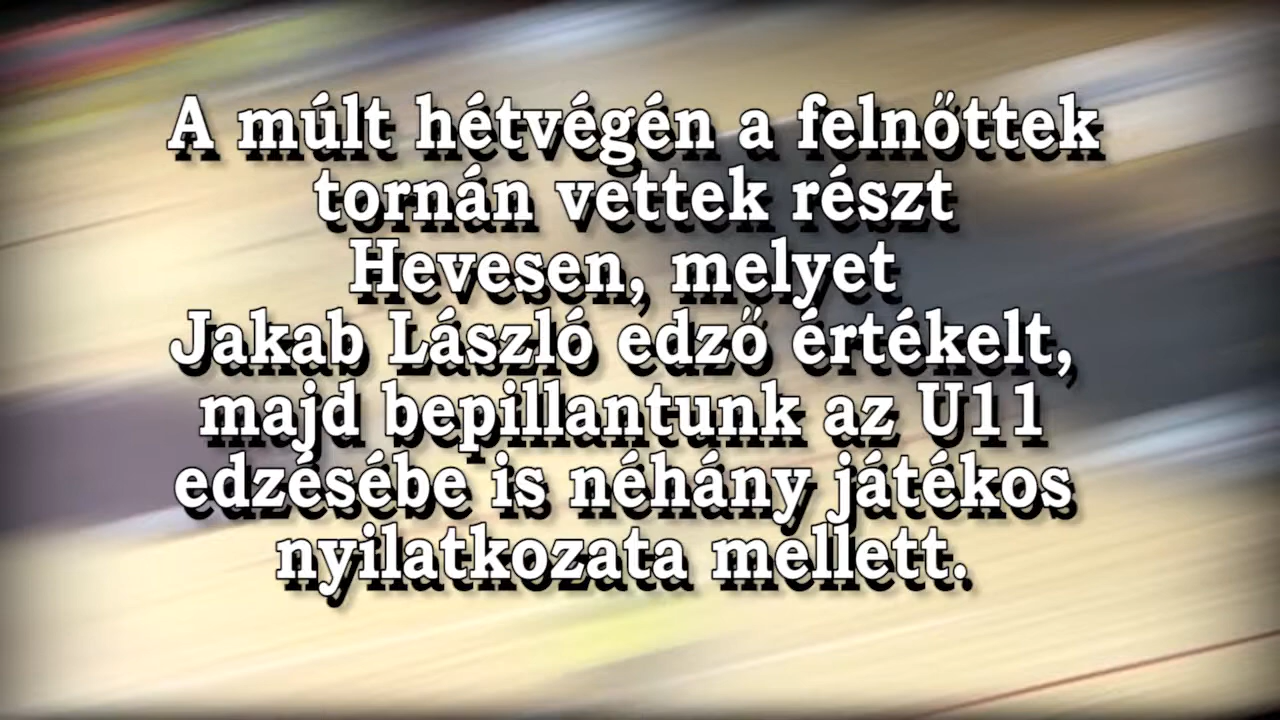 A múlt hétvégén a felnőttek
tornán vettek részt
Hevesen, melyet
Jakab László edző értékelt,
majd bepillantunk az U11
edzésébe is néhány játékos
nyilatkozata mellett.